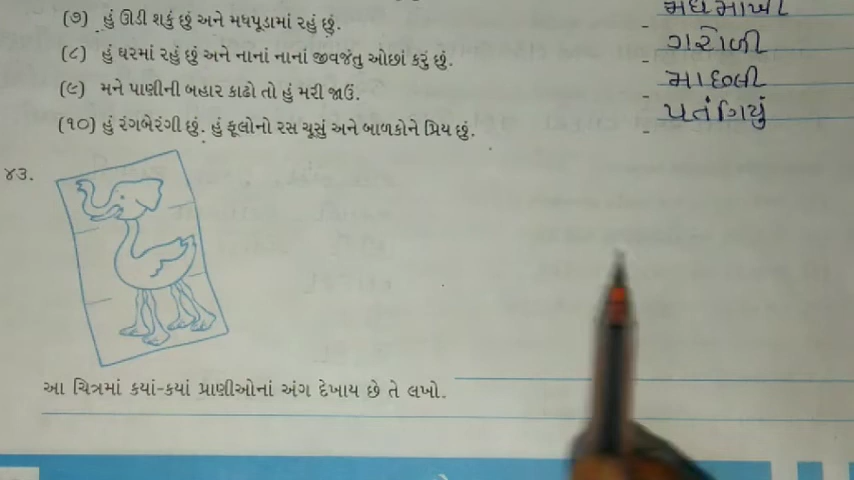 (૭) હું ઊડી શકું છું અને મધપૂડામાં રહું છું. - મધમાખી
(૮) હું ઘરમાં રહું છું અને નાનાં નાનાં જીવજંતુ ઓછાં કરું છું. - ગરોળી
(૯) મને પાણીની બહાર કાઢો તો હું મરી જાઉં. - માછલી
(૧૦) હું રંગબેરંગી છું. હું ફૂલોનો રસ ચૂસું અને બાળકોને પ્રિય છું. - પતંગિયું
૪૩.
આ ચિત્રમાં કયાં-કયાં પ્રાણીઓનાં અંગ દેખાય છે તે લખો.